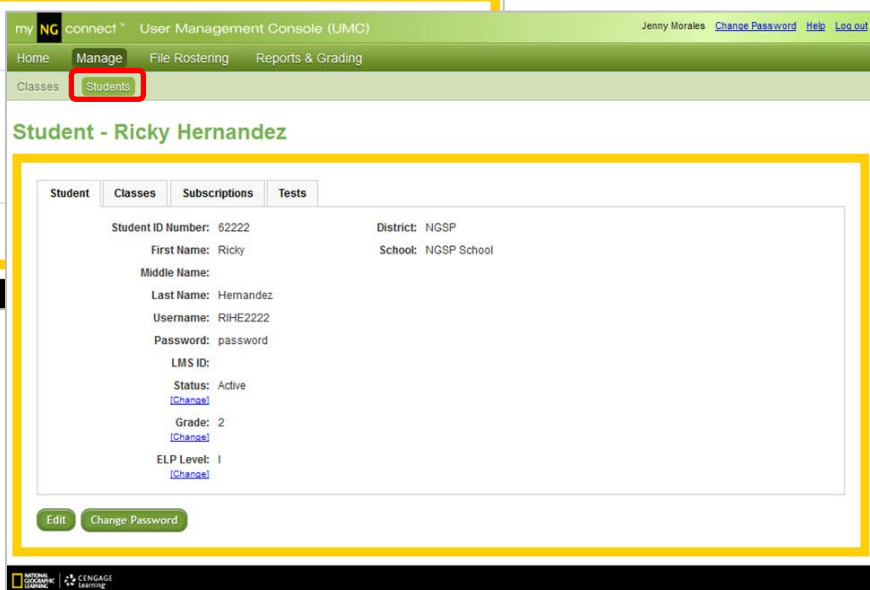 my NG connect™ User Management Console (UMC) Jenny Morales Change Password Help Log out
Home Manage File Rostering Reports & Grading
Classes Students
Student - Ricky Hernandez
Student Classes Subscriptions Tests
Student ID Number: 62222 District: NGSP
First Name: Ricky School: NGSP School
Middle Name:
Last Name: Hernandez
Username: RIHE2222
Password: password
LMS ID:
Status: Active
[Change]
Grade: 2
[Change]
ELP Level: I
[Change]
Edit Change Password
NATIONAL GEOGRAPHIC LEARNING CENGAGE Learning